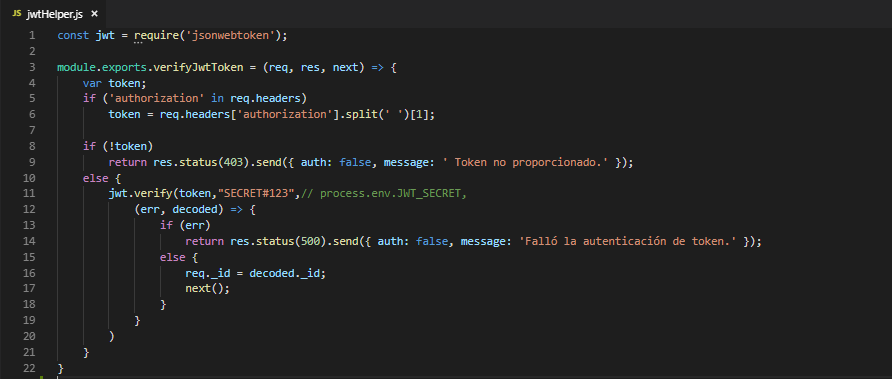 JS jwtHelper.js ×
1 const jwt = require('jsonwebtoken');
2
3 module.exports.verifyJwtToken = (req, res, next) => {
4     var token;
5     if ('authorization' in req.headers)
6         token = req.headers['authorization'].split(' ')[1];
7
8     if (!token)
9         return res.status(403).send({ auth: false, message: ' Token no proporcionado.' });
10     else {
11         jwt.verify(token,"SECRET#123",// process.env.JWT_SECRET,
12             (err, decoded) => {
13                 if (err)
14                     return res.status(500).send({ auth: false, message: 'Falló la autenticación de token.' });
15                 else {
16                     req._id = decoded._id;
17                     next();
18                 }
19             }
20         )
21     }
22 }